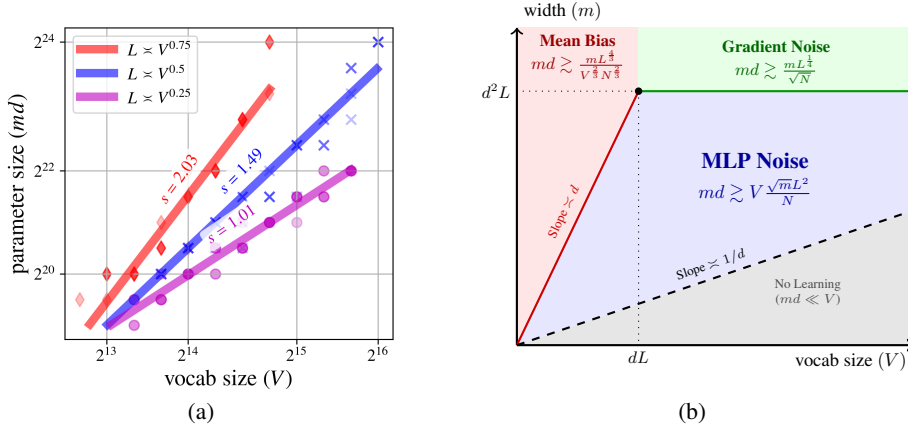 width (m)
2^24
2^22
2^20
parameter size (md)
L ≍ V^0.75
L ≍ V^0.5
L ≍ V^0.25
s = 2.03
s = 1.49
s = 1.01
2^13
2^14
2^15
2^16
vocab size (V)
(a)
Mean Bias
md ≳ mL^{4/3} / V^{2/3} N^{2/3}
Gradient Noise
md ≳ mL^{1/4} / √N
d²L
MLP Noise
md ≳ V √m L² / N
Slope ≍ d
Slope ≍ 1/d
No Learning
(md ≪ V)
dL
vocab size (V)
(b)